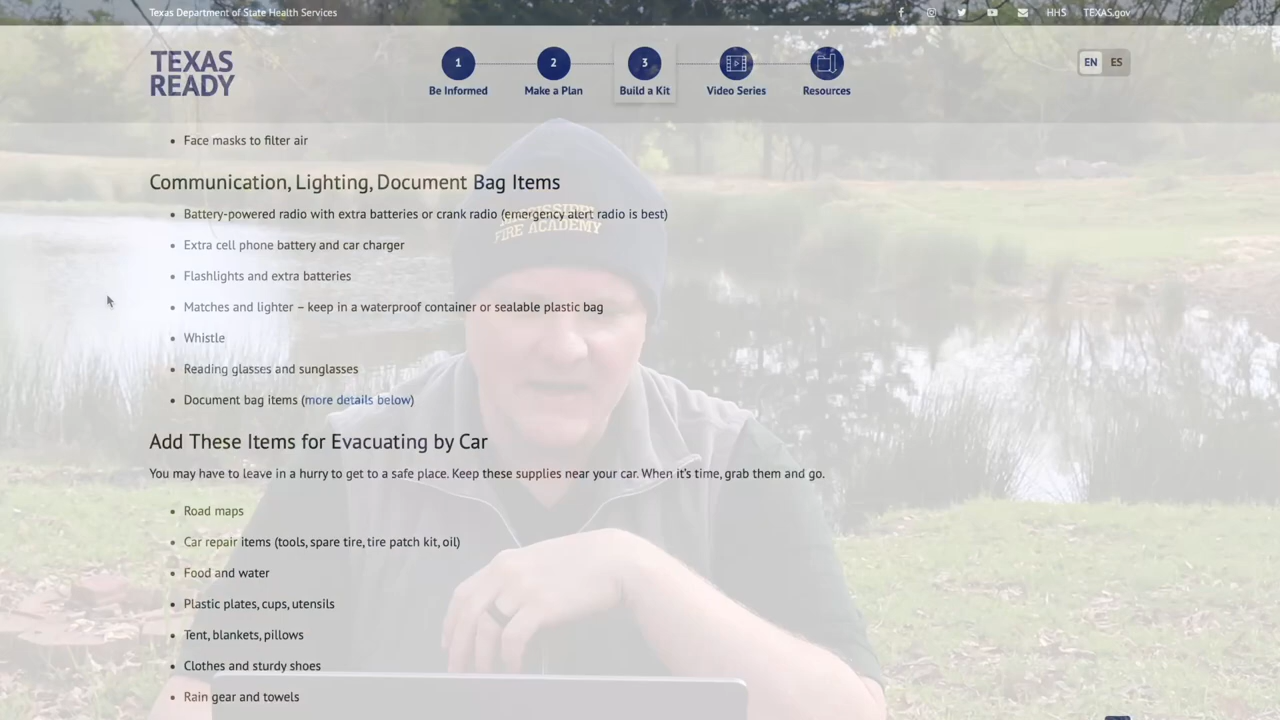 Texas Department of State Health Services
HHS
TEXAS.gov
TEXAS
READY
1
2
3
Be Informed
Make a Plan
Build a Kit
Video Series
Resources
EN
ES
Face masks to filter air
Communication, Lighting, Document Bag Items
Battery-powered radio with extra batteries or crank radio (emergency alert radio is best)
Extra cell phone battery and car charger
Flashlights and extra batteries
Matches and lighter – keep in a waterproof container or sealable plastic bag
Whistle
Reading glasses and sunglasses
Document bag items (more details below)
Add These Items for Evacuating by Car
You may have to leave in a hurry to get to a safe place. Keep these supplies near your car. When it's time, grab them and go.
Road maps
Car repair items (tools, spare tire, tire patch kit, oil)
Food and water
Plastic plates, cups, utensils
Tent, blankets, pillows
Clothes and sturdy shoes
Rain gear and towels
MISSISSIPPI
FIRE ACADEMY